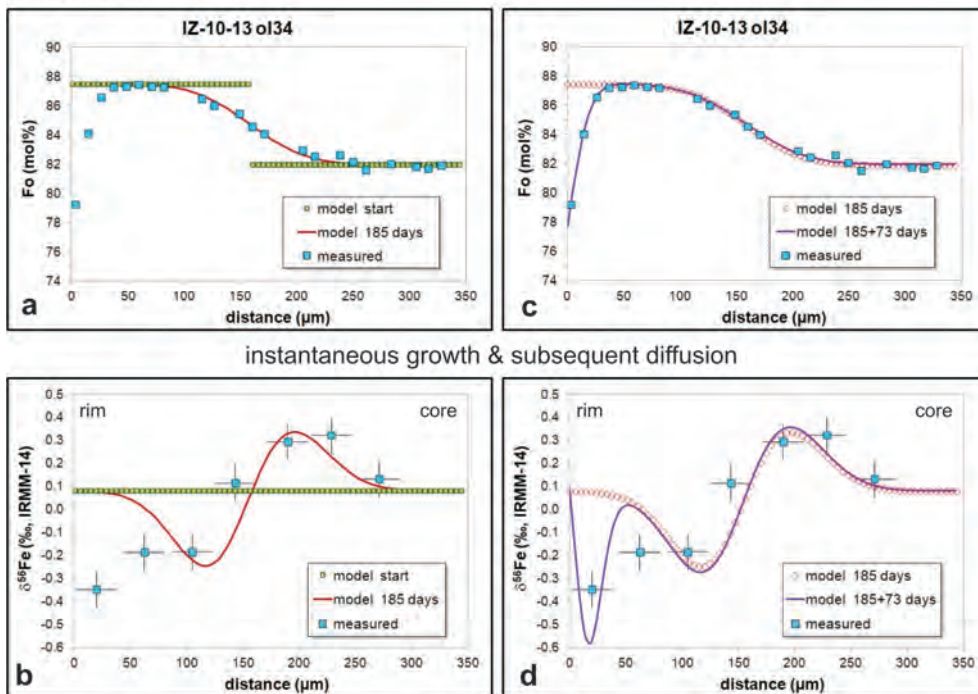 IZ-10-13 ol34
90
88
86
84
82
80
78
76
74
Fo (mol%)
model start
model 185 days
measured
a
0 50 100 150 200 250 300 350
distance (µm)
IZ-10-13 ol34
90
88
86
84
82
80
78
76
74
Fo (mol%)
model 185 days
model 185+73 days
measured
c
0 50 100 150 200 250 300 350
distance (µm)
instantaneous growth & subsequent diffusion
0.5
0.4
0.3
0.2
0.1
0.0
-0.1
-0.2
-0.3
-0.4
-0.5
-0.6
δ⁵⁶Fe (‰, IRMM-14)
rim core
model start
model 185 days
measured
b
0 50 100 150 200 250 300 350
distance (µm)
0.5
0.4
0.3
0.2
0.1
0.0
-0.1
-0.2
-0.3
-0.4
-0.5
-0.6
δ⁵⁶Fe (‰, IRMM-14)
rim core
model 185 days
model 185+73 days
measured
d
0 50 100 150 200 250 300 350
distance (µm)